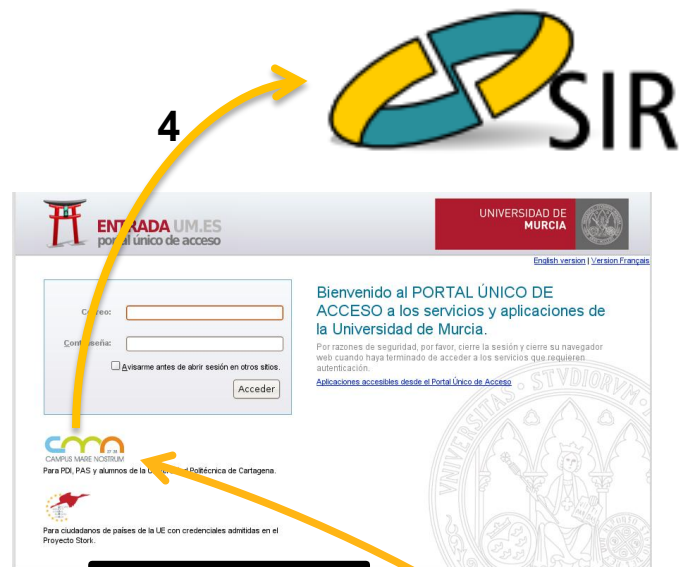 SIR
4
ENTRADA UM.ES
portal único de acceso
UNIVERSIDAD DE
MURCIA
English version | Version Français
Correo:
Contraseña:
Avisarme antes de abrir sesión en otros sitios.
Acceder
Bienvenido al PORTAL ÚNICO DE
ACCESO a los servicios y aplicaciones de
la Universidad de Murcia.
Por razones de seguridad, por favor, cierre la sesión y cierre su navegador
web cuando haya terminado de acceder a los servicios que requieren
autenticación.
Aplicaciones accesibles desde el Portal Único de Acceso
CAMPUS MARE NOSTRUM
Para PDI, PAS y alumnos de la Politécnica de Cartagena.
Para ciudadanos de países de la UE con credenciales admitidas en el
Proyecto Stork.